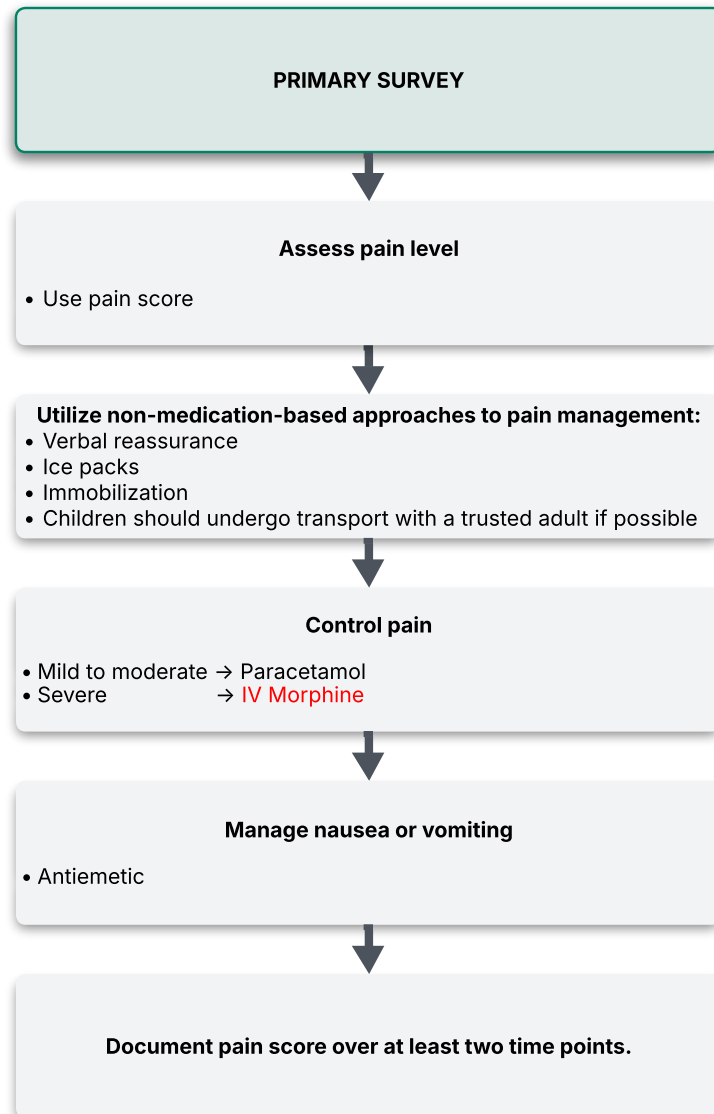 PRIMARY SURVEY
Assess pain level
• Use pain score
Utilize non-medication-based approaches to pain management:
• Verbal reassurance
• Ice packs
• Immobilization
• Children should undergo transport with a trusted adult if possible
Control pain
• Mild to moderate → Paracetamol
• Severe → IV Morphine
Manage nausea or vomiting
• Antiemetic
Document pain score over at least two time points.